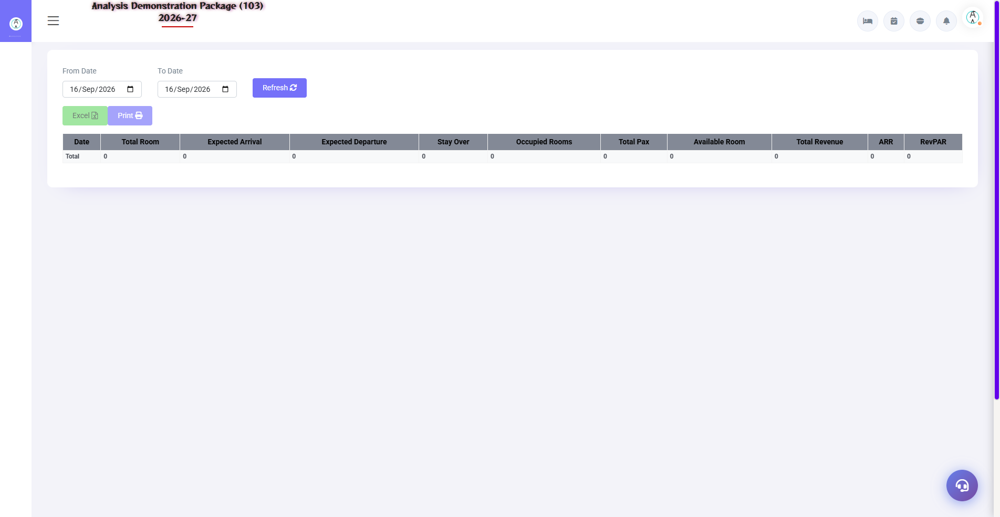 Analysis Demonstration Package (103)
2026-27
From Date
To Date
16/Sep/2026
16/Sep/2026
Refresh
Excel
Print
Date Total Room Expected Arrival Expected Departure Stay Over Occupied Rooms Total Pax Available Room Total Revenue ARR RevPAR
Total 0 0 0 0 0 0 0 0 0 0